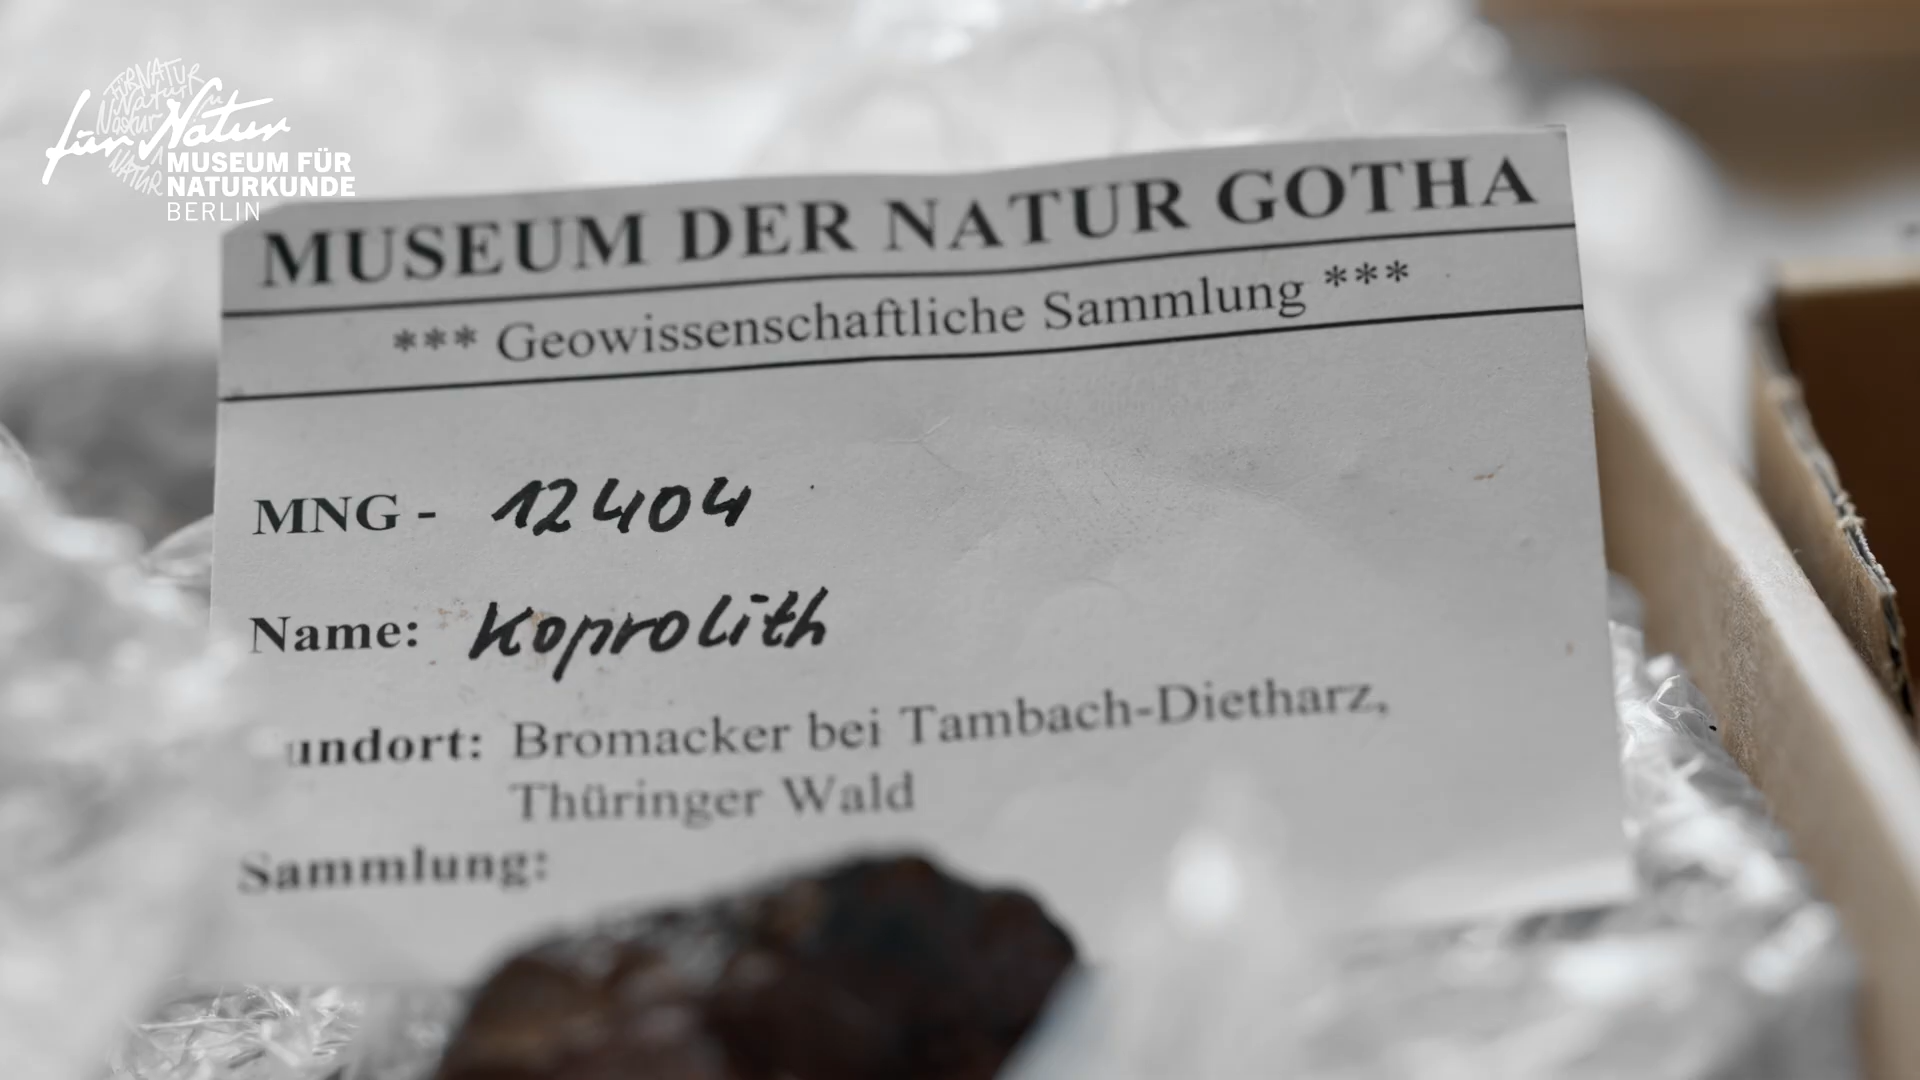 für Natur
MUSEUM FÜR
NATURKUNDE
BERLIN
MUSEUM DER NATUR GOTHA
*** Geowissenschaftliche Sammlung ***
MNG - 12404
Name: Koprolith
undort: Bromacker bei Tambach-Dietharz,
Thüringer Wald
Sammlung: